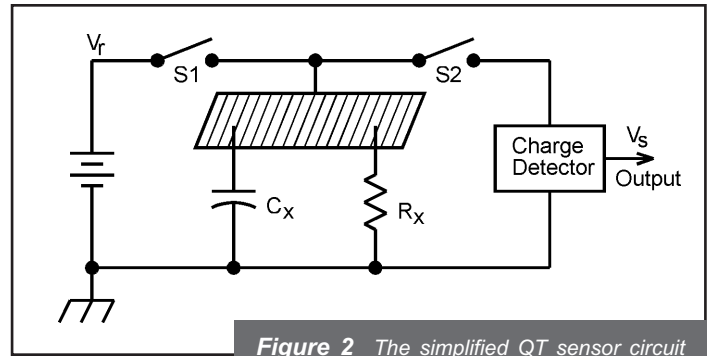 Vr
S1
S2
Charge
Detector
Vs
Output
Cx
Rx
Figure 2 The simplified QT sensor circuit